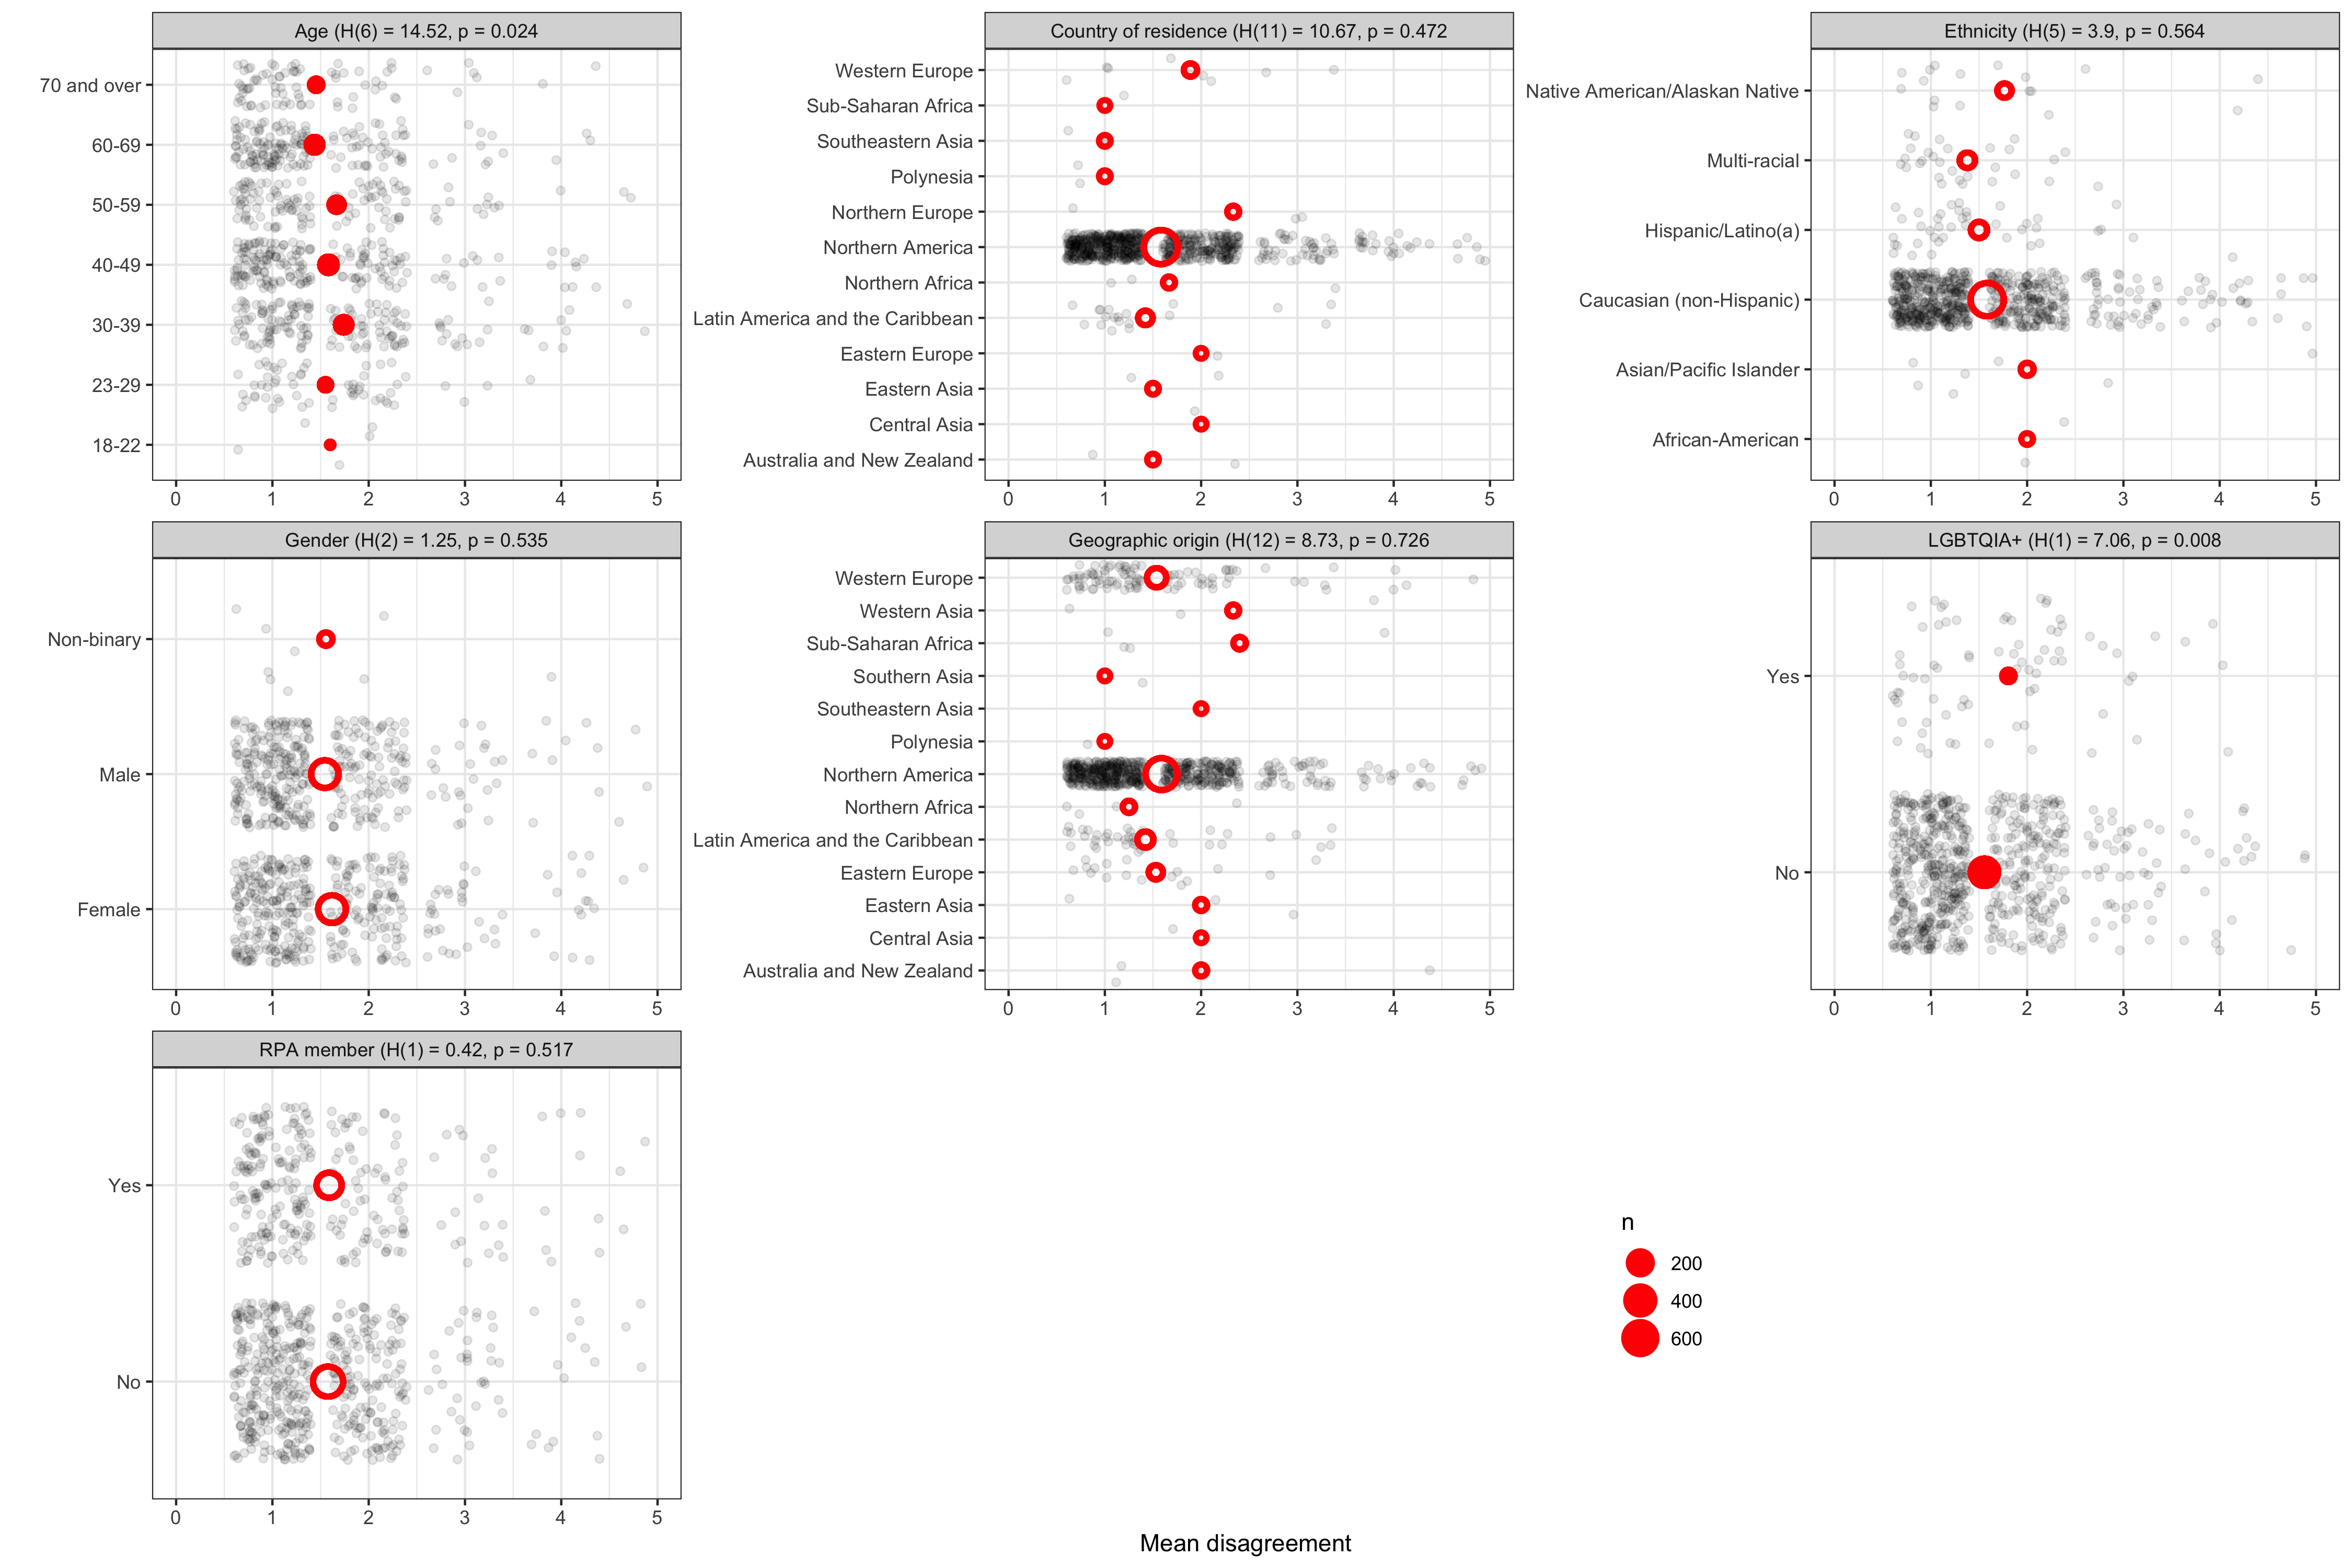 Age (H(6) = 14.52, p = 0.024
70 and over
60-69
50-59
40-49
30-39
23-29
18-22
0 1 2 3 4 5
Country of residence (H(11) = 10.67, p = 0.472
Western Europe
Sub-Saharan Africa
Southeastern Asia
Polynesia
Northern Europe
Northern America
Northern Africa
Latin America and the Caribbean
Eastern Europe
Eastern Asia
Central Asia
Australia and New Zealand
0 1 2 3 4 5
Ethnicity (H(5) = 3.9, p = 0.564
Native American/Alaskan Native
Multi-racial
Hispanic/Latino(a)
Caucasian (non-Hispanic)
Asian/Pacific Islander
African-American
0 1 2 3 4 5
Gender (H(2) = 1.25, p = 0.535
Non-binary
Male
Female
0 1 2 3 4 5
Geographic origin (H(12) = 8.73, p = 0.726
Western Europe
Western Asia
Sub-Saharan Africa
Southern Asia
Southeastern Asia
Polynesia
Northern America
Northern Africa
Latin America and the Caribbean
Eastern Europe
Eastern Asia
Central Asia
Australia and New Zealand
0 1 2 3 4 5
LGBTQIA+ (H(1) = 7.06, p = 0.008
Yes
No
0 1 2 3 4 5
RPA member (H(1) = 0.42, p = 0.517
Yes
No
0 1 2 3 4 5
n
200
400
600
Mean disagreement